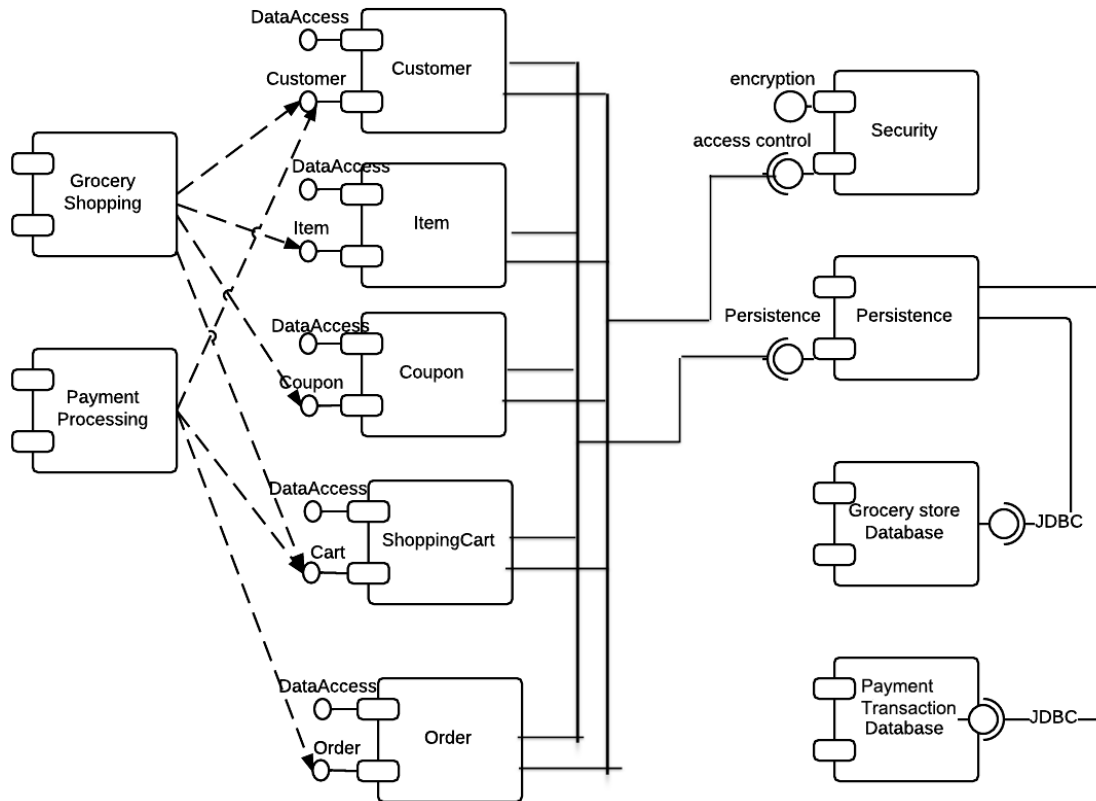 DataAccess
Customer
Customer
encryption
Security
access control
Grocery
Shopping
DataAccess
Item
Item
DataAccess
Coupon
Coupon
Persistence
Persistence
Payment
Processing
DataAccess
ShoppingCart
Cart
Grocery store
Database
JDBC
DataAccess
Order
Order
Payment
Transaction
Database
JDBC